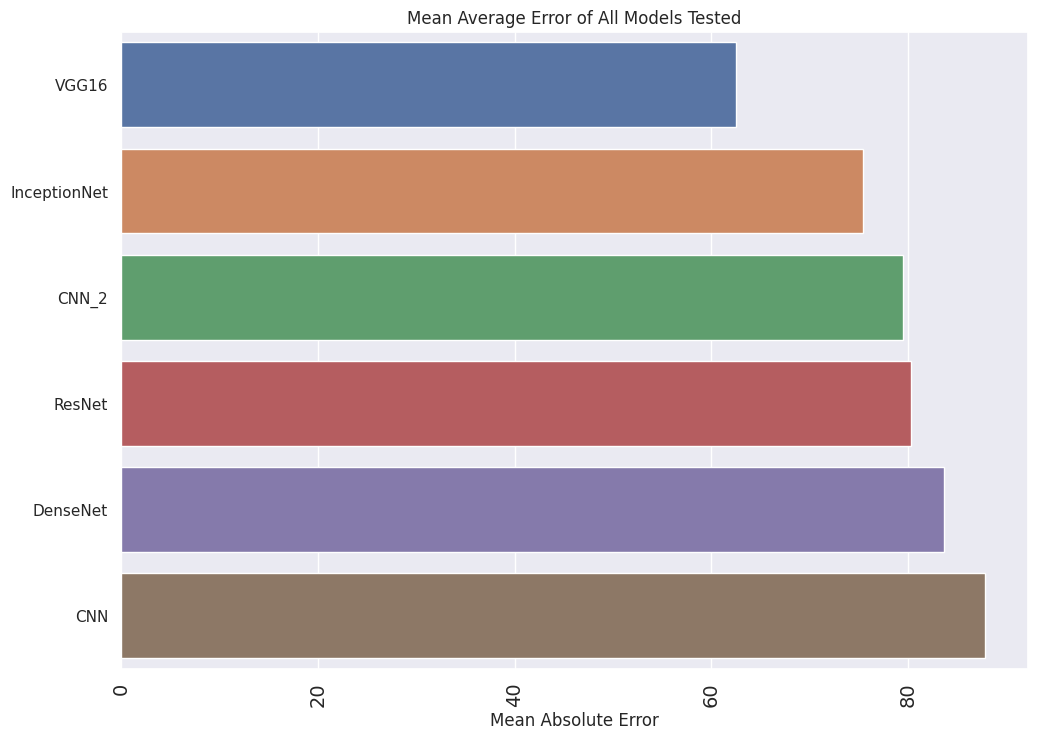 Mean Average Error of All Models Tested
VGG16
InceptionNet
CNN_2
ResNet
DenseNet
CNN
0
20
40
60
80
Mean Absolute Error